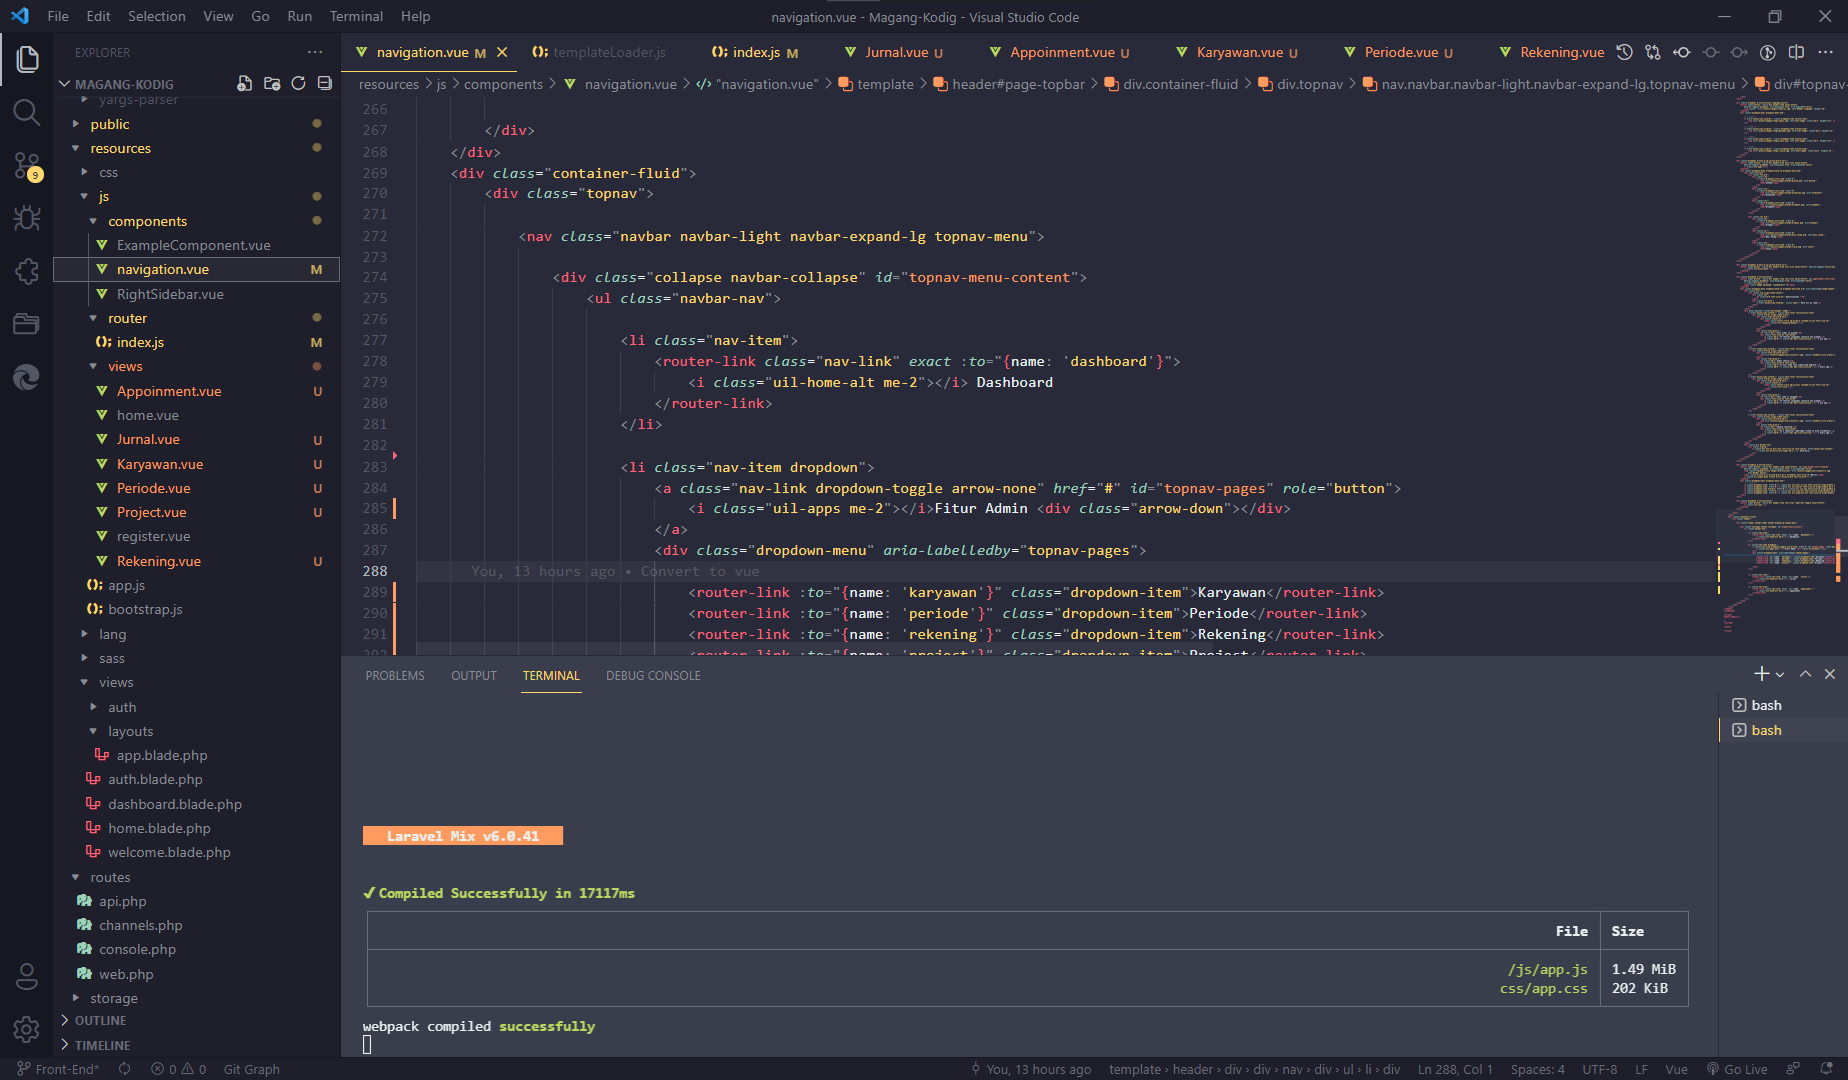 File Edit Selection View Go Run Terminal Help
navigation.vue - Magang-Kodig - Visual Studio Code
EXPLORER
MAGANG-KODIG
yargs-parser
public
resources
css
js
components
ExampleComponent.vue
navigation.vue M
RightSidebar.vue
router
index.js M
views
Appoinment.vue U
home.vue
Jurnal.vue U
Karyawan.vue U
Periode.vue U
Project.vue U
register.vue
Rekening.vue U
app.js
bootstrap.js
lang
sass
views
auth
layouts
app.blade.php
auth.blade.php
dashboard.blade.php
home.blade.php
welcome.blade.php
routes
api.php
channels.php
console.php
web.php
storage
OUTLINE
TIMELINE
9
navigation.vue M templateLoader.js index.js M Jurnal.vue U Appoinment.vue U Karyawan.vue U Periode.vue U Rekening.vue
resources > js > components > navigation.vue > "navigation.vue" > template > header#page-topbar > div.container-fluid > div.topnav > nav.navbar.navbar-light.navbar-expand-lg.topnav-menu > div#topnav-
266
267 </div>
268 </div>
269 <div class="container-fluid">
270 <div class="topnav">
271
272 <nav class="navbar navbar-light navbar-expand-lg topnav-menu">
273
274 <div class="collapse navbar-collapse" id="topnav-menu-content">
275 <ul class="navbar-nav">
276
277 <li class="nav-item">
278 <router-link class="nav-link" exact :to="{name: 'dashboard'}">
279 <i class="uil-home-alt me-2"></i> Dashboard
280 </router-link>
281 </li>
282
283 <li class="nav-item dropdown">
284 <a class="nav-link dropdown-toggle arrow-none" href="#" id="topnav-pages" role="button">
285 <i class="uil-apps me-2"></i>Fitur Admin <div class="arrow-down"></div>
286 </a>
287 <div class="dropdown-menu" aria-labelledby="topnav-pages">
288 You, 13 hours ago • Convert to vue
289 <router-link :to="{name: 'karyawan'}" class="dropdown-item">Karyawan</router-link>
290 <router-link :to="{name: 'periode'}" class="dropdown-item">Periode</router-link>
291 <router-link :to="{name: 'rekening'}" class="dropdown-item">Rekening</router-link>
292 <router-link :to="{name: 'project'}" class="dropdown-item">Project</router-link>
PROBLEMS OUTPUT TERMINAL DEBUG CONSOLE
bash
bash
Laravel Mix v6.0.41
✔ Compiled Successfully in 17117ms
File Size
/js/app.js 1.49 MiB
css/app.css 202 KiB
webpack compiled successfully
Front-End* 0 0 Git Graph You, 13 hours ago template > header > div > div > nav > div > ul > li > div Ln 288, Col 1 Spaces: 4 UTF-8 LF Vue Go Live